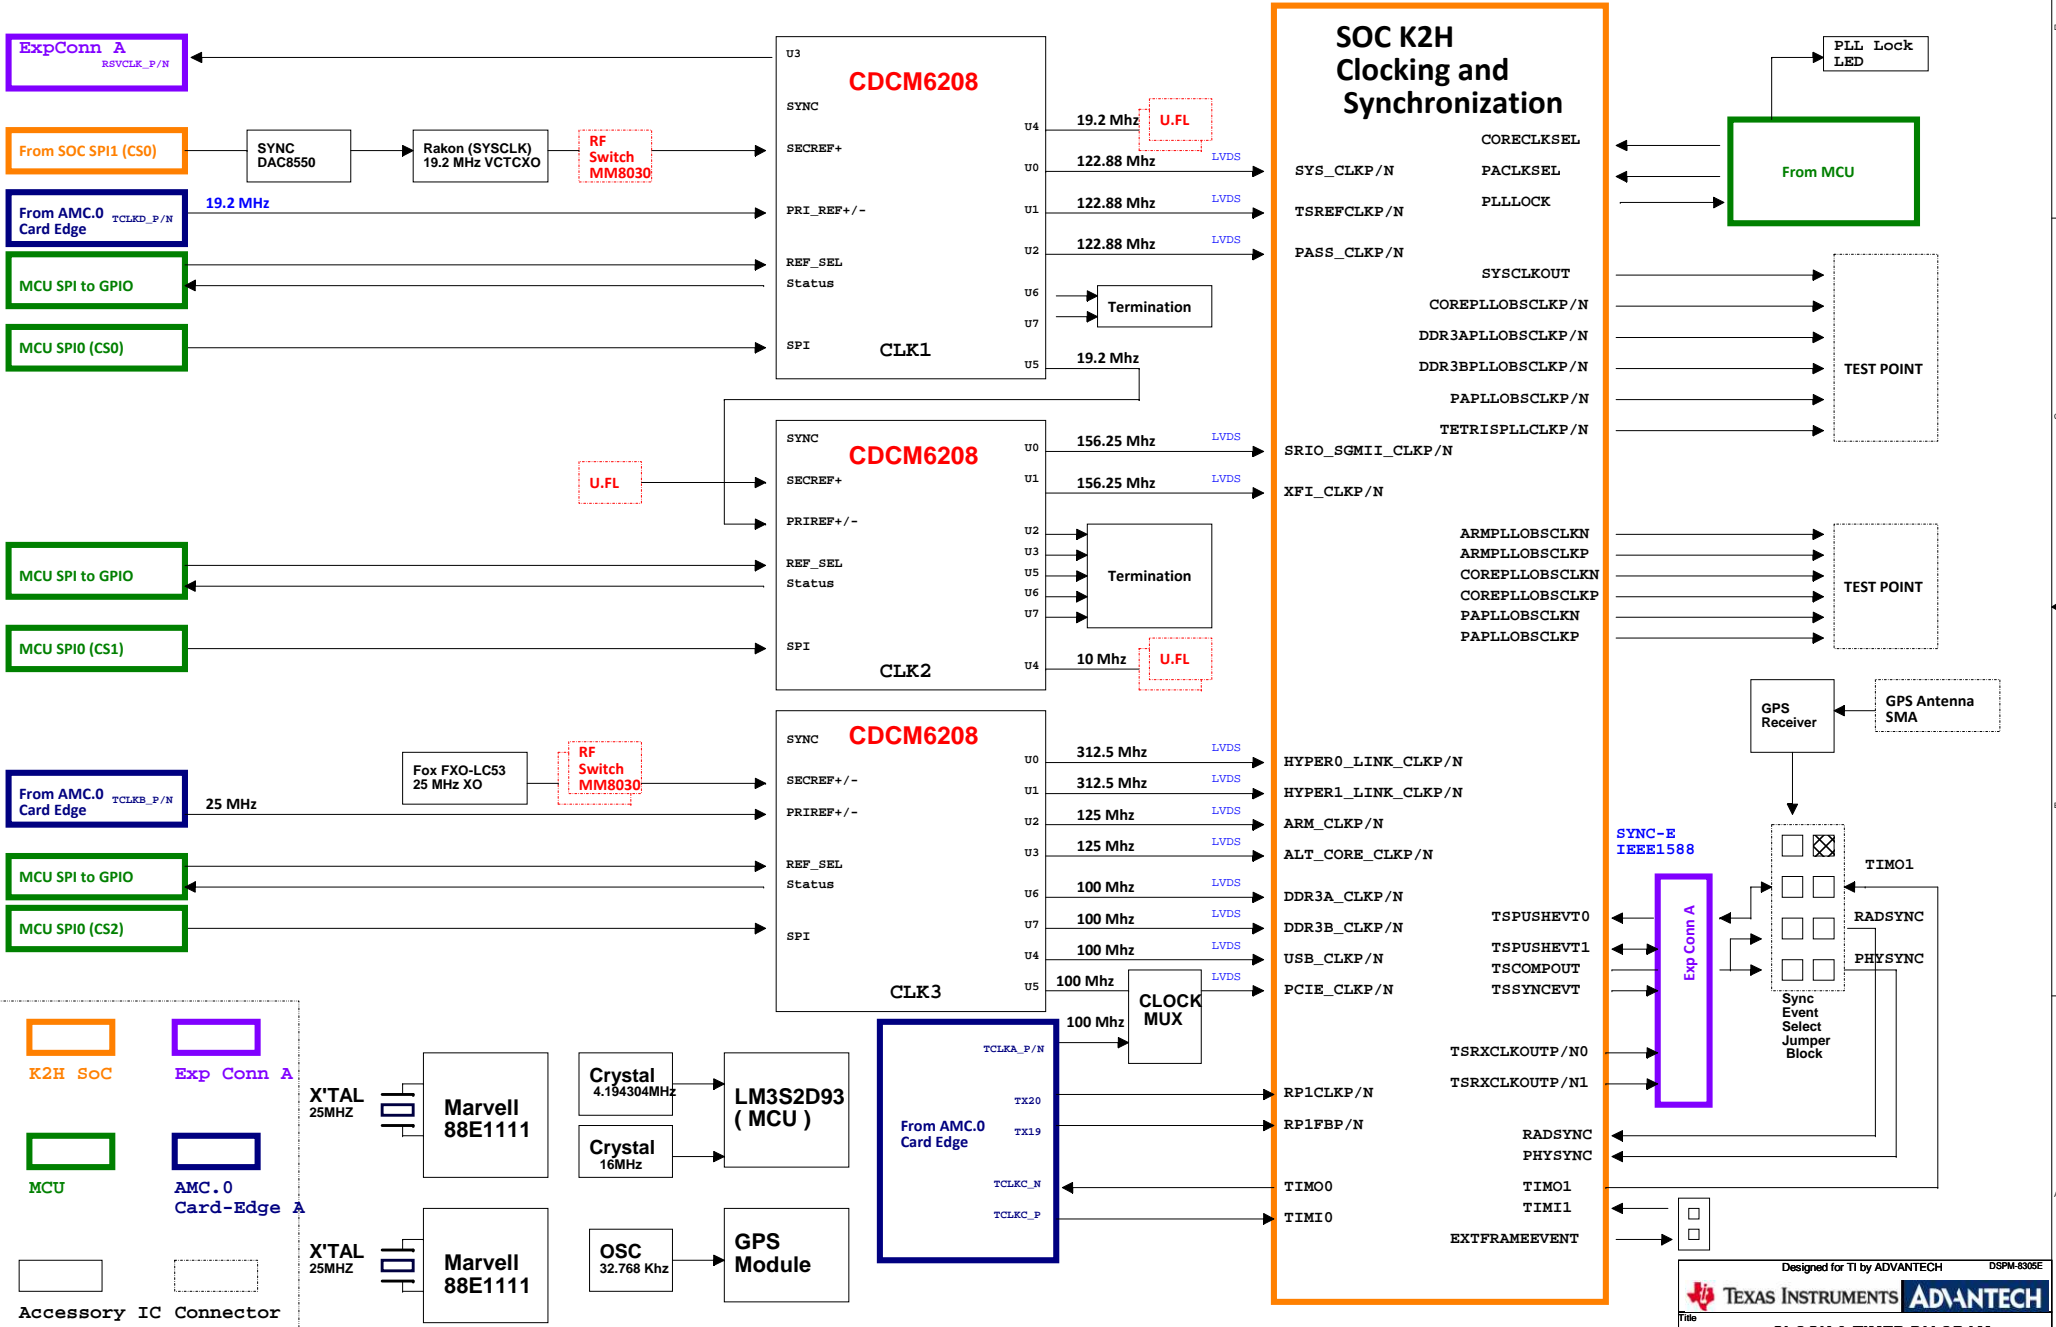 ExpConn A
RSVCLK_P/N
From SOC SPI1 (CS0)
SYNC
DAC8550
Rakon (SYSCLK)
19.2 MHz VCTCXO
RF
Switch
MM8030
From AMC.0
Card Edge
TCLKD_P/N
19.2 MHz
MCU SPI to GPIO
MCU SPI0 (CS0)
U3
CDCM6208
SYNC
SECREF+
PRI_REF+/-
REF_SEL
Status
SPI
CLK1
U4
U0
U1
U2
U6
U7
U5
19.2 Mhz
U.FL
122.88 Mhz
LVDS
122.88 Mhz
LVDS
122.88 Mhz
LVDS
Termination
19.2 Mhz
U.FL
MCU SPI to GPIO
MCU SPI0 (CS1)
SYNC
CDCM6208
SECREF+
PRIREF+/-
REF_SEL
Status
SPI
CLK2
U0
U1
U2
U3
U5
U6
U7
U4
156.25 Mhz
LVDS
156.25 Mhz
LVDS
Termination
10 Mhz
U.FL
From AMC.0
Card Edge
TCLKB_P/N
25 MHz
Fox FXO-LC53
25 MHz XO
RF
Switch
MM8030
MCU SPI to GPIO
MCU SPI0 (CS2)
SYNC
CDCM6208
SECREF+/-
PRIREF+/-
REF_SEL
Status
SPI
CLK3
U0
U1
U2
U3
U6
U7
U4
U5
312.5 Mhz
LVDS
312.5 Mhz
LVDS
125 Mhz
LVDS
125 Mhz
LVDS
100 Mhz
LVDS
100 Mhz
LVDS
100 Mhz
LVDS
100 Mhz
LVDS
CLOCK
MUX
100 Mhz
SOC K2H
Clocking and
Synchronization
SYS_CLKP/N
TSREFCLKP/N
PASS_CLKP/N
SRIO_SGMII_CLKP/N
XFI_CLKP/N
HYPER0_LINK_CLKP/N
HYPER1_LINK_CLKP/N
ARM_CLKP/N
ALT_CORE_CLKP/N
DDR3A_CLKP/N
DDR3B_CLKP/N
USB_CLKP/N
PCIE_CLKP/N
RP1CLKP/N
RP1FBP/N
TIMO0
TIMI0
CORECLKSEL
PACLKSEL
PLLLOCK
SYSCLKOUT
COREPLLOBSCLKP/N
DDR3APLLOBSCLKP/N
DDR3BPLLOBSCLKP/N
PAPLLOBSCLKP/N
TETRISPLLCLKP/N
ARMPLLOBSCLKN
ARMPLLOBSCLKP
COREPLLOBSCLKN
COREPLLOBSCLKP
PAPLLOBSCLKN
PAPLLOBSCLKP
TSPUSHEVT0
TSPUSHEVT1
TSCOMPOUT
TSSYNCEVT
TSRXCLKOUTP/N0
TSRXCLKOUTP/N1
RADSYNC
PHYSYNC
TIMO1
TIMI1
EXTFRAMEEVENT
PLL Lock
LED
From MCU
TEST POINT
TEST POINT
GPS
Receiver
GPS Antenna
SMA
SYNC-E
IEEE1588
Exp Conn A
TIMO1
RADSYNC
PHYSYNC
Sync
Event
Select
Jumper
Block
From AMC.0
Card Edge
TCLKA_P/N
TX20
TX19
TCLKC_N
TCLKC_P
K2H SoC
Exp Conn A
MCU
AMC.0
Card-Edge A
Accessory IC
Connector
X'TAL
25MHZ
Marvell
88E1111
X'TAL
25MHZ
Marvell
88E1111
Crystal
4.194304MHz
Crystal
16MHz
LM3S2D93
( MCU )
OSC
32.768 Khz
GPS
Module
Designed for TI by ADVANTECH
DSPM-8305E
TEXAS INSTRUMENTS
ADVANTECH
Title